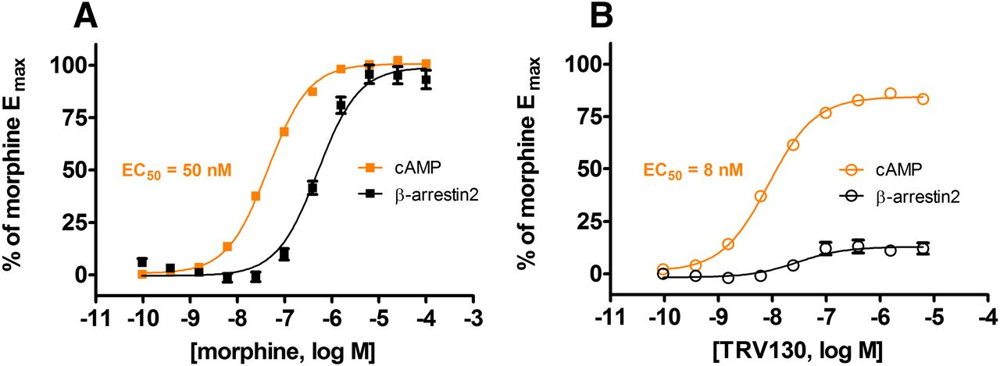 A
% of morphine Emax
100
75
50
25
0
EC50 = 50 nM
cAMP
β-arrestin2
-11 -10 -9 -8 -7 -6 -5 -4 -3
[morphine, log M]
B
% of morphine Emax
100
75
50
25
0
EC50 = 8 nM
cAMP
β-arrestin2
-11 -10 -9 -8 -7 -6 -5 -4
[TRV130, log M]